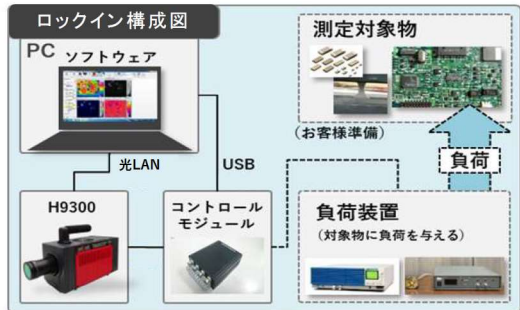 ロックイン構成図
PC ソフトウェア
測定対象物
(お客様準備)
光LAN
USB
負荷
H9300
コントロール
モジュール
負荷装置
(対象物に負荷を与える)